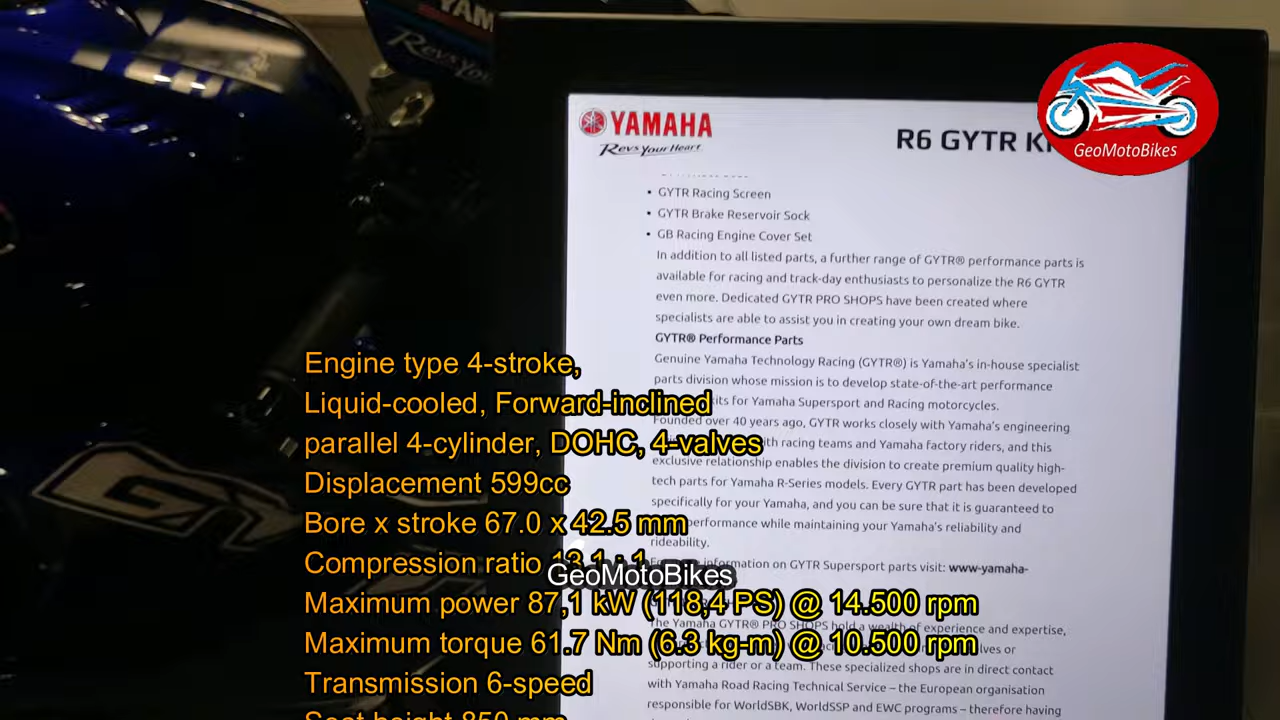 YAM
Revs Your
YAMAHA
Revs Your Heart
R6 GYTR
GeoMotoBikes
• GYTR Racing Screen
• GYTR Brake Reservoir Sock
• GB Racing Engine Cover Set
In addition to all listed parts, a further range of GYTR® performance parts is
available for racing and track-day enthusiasts to personalize the R6 GYTR
even more. Dedicated GYTR PRO SHOPS have been created where
specialists are able to assist you in creating your own dream bike.
GYTR® Performance Parts
Genuine Yamaha Technology Racing (GYTR®) is Yamaha's in-house specialist
parts division whose mission is to develop state-of-the-art performance
for Yamaha Supersport and Racing motorcycles.
Founded over 40 years ago, GYTR works closely with Yamaha's engineering
racing teams and Yamaha factory riders, and this
exclusive relationship enables the division to create premium quality high-
tech parts for Yamaha R-Series models. Every GYTR part has been developed
specifically for your Yamaha, and you can be sure that it is guaranteed to
performance while maintaining your Yamaha's reliability and
rideability.
information on GYTR Supersport parts visit: www-yamaha-
The Yamaha GYTR® PRO SHOPS hold a wealth of experience and expertise,
or
supporting a rider or a team. These specialized shops are in direct contact
with Yamaha Road Racing Technical Service – the European organisation
responsible for WorldSBK, WorldSSP and EWC programs – therefore having
Engine type 4-stroke,
Liquid-cooled, Forward-inclined
parallel 4-cylinder, DOHC, 4-valves
Displacement 599cc
Bore x stroke 67.0 x 42.5 mm
Compression ratio 13.1 : 1
GeoMotoBikes
Maximum power 87,1 kW (118,4 PS) @ 14.500 rpm
Maximum torque 61.7 Nm (6.3 kg-m) @ 10.500 rpm
Transmission 6-speed
Seat height 850 mm